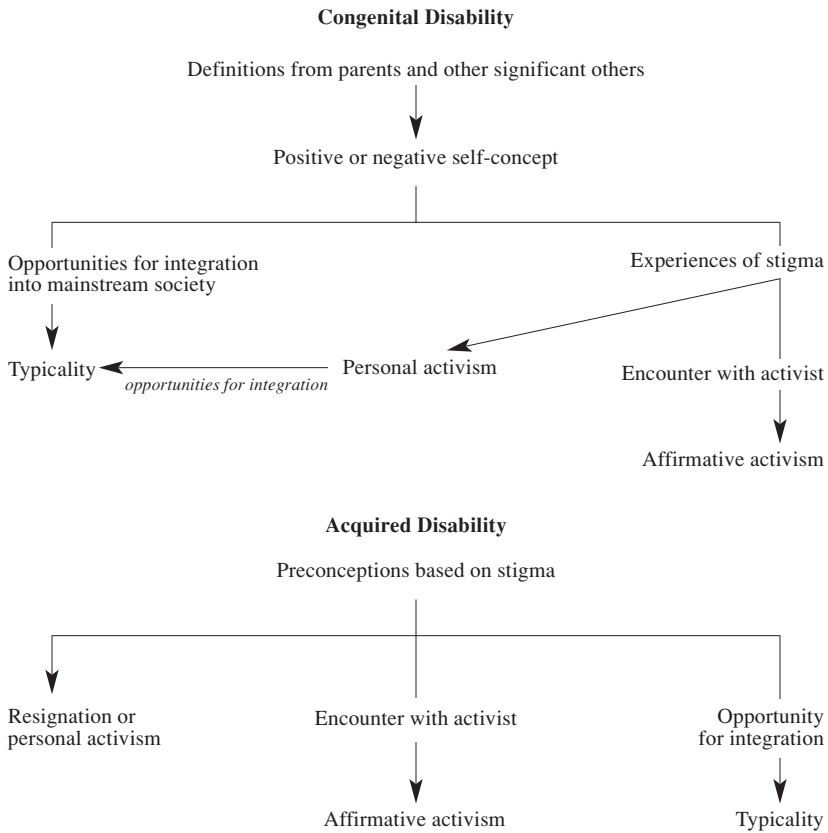 Congenital Disability
Definitions from parents and other significant others
Positive or negative self-concept
Opportunities for integration
into mainstream society
Experiences of stigma
Typicality
opportunities for integration
Personal activism
Encounter with activist
Affirmative activism
Acquired Disability
Preconceptions based on stigma
Resignation or
personal activism
Encounter with activist
Opportunity
for integration
Affirmative activism
Typicality